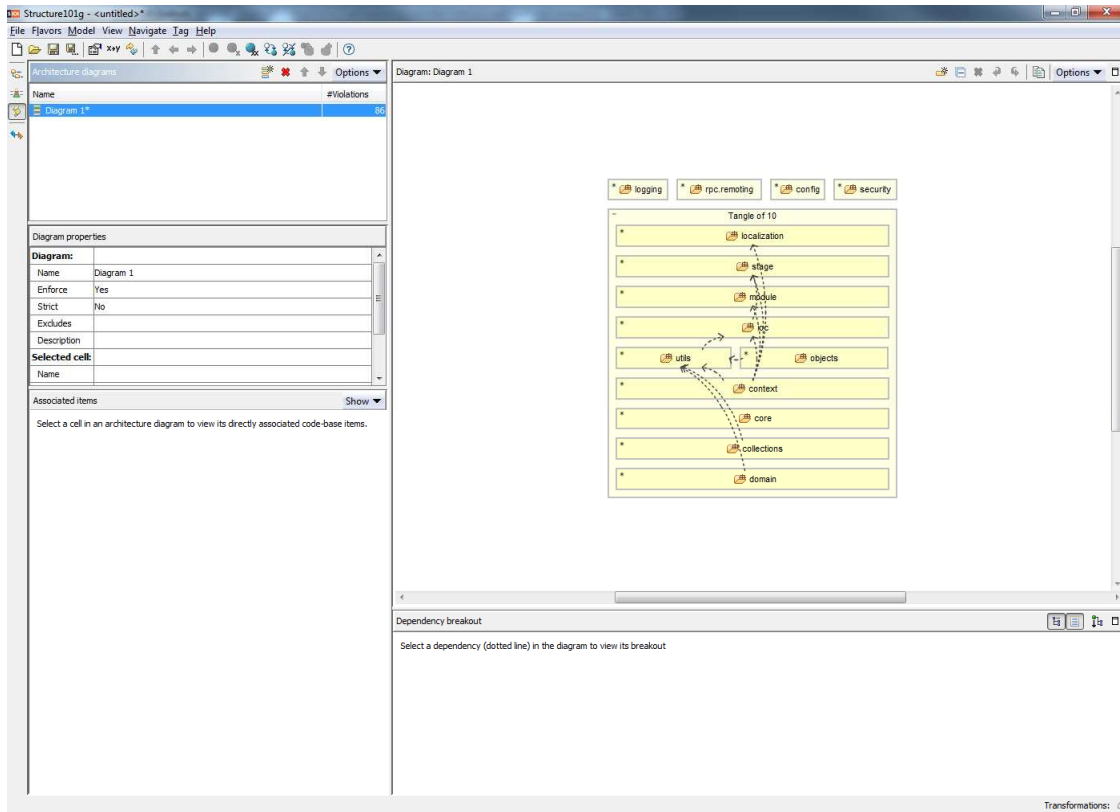 Structure101g - <untitled>*
File Flavors Model View Navigate Tag Help
x+y
Architecture diagrams
Options
Name #Violations
Diagram 1* 86
Diagram properties
Diagram:
Name Diagram 1
Enforce Yes
Strict No
Excludes
Description
Selected cell:
Name
Associated items Show
Select a cell in an architecture diagram to view its directly associated code-base items.
Diagram: Diagram 1
Options
* logging * rpc.remoting * config * security
- Tangle of 10
* localization
* stage
* module
* ioc
* utils * objects
* context
* core
* collections
* domain
Dependency breakout
Select a dependency (dotted line) in the diagram to view its breakout
Transformations: